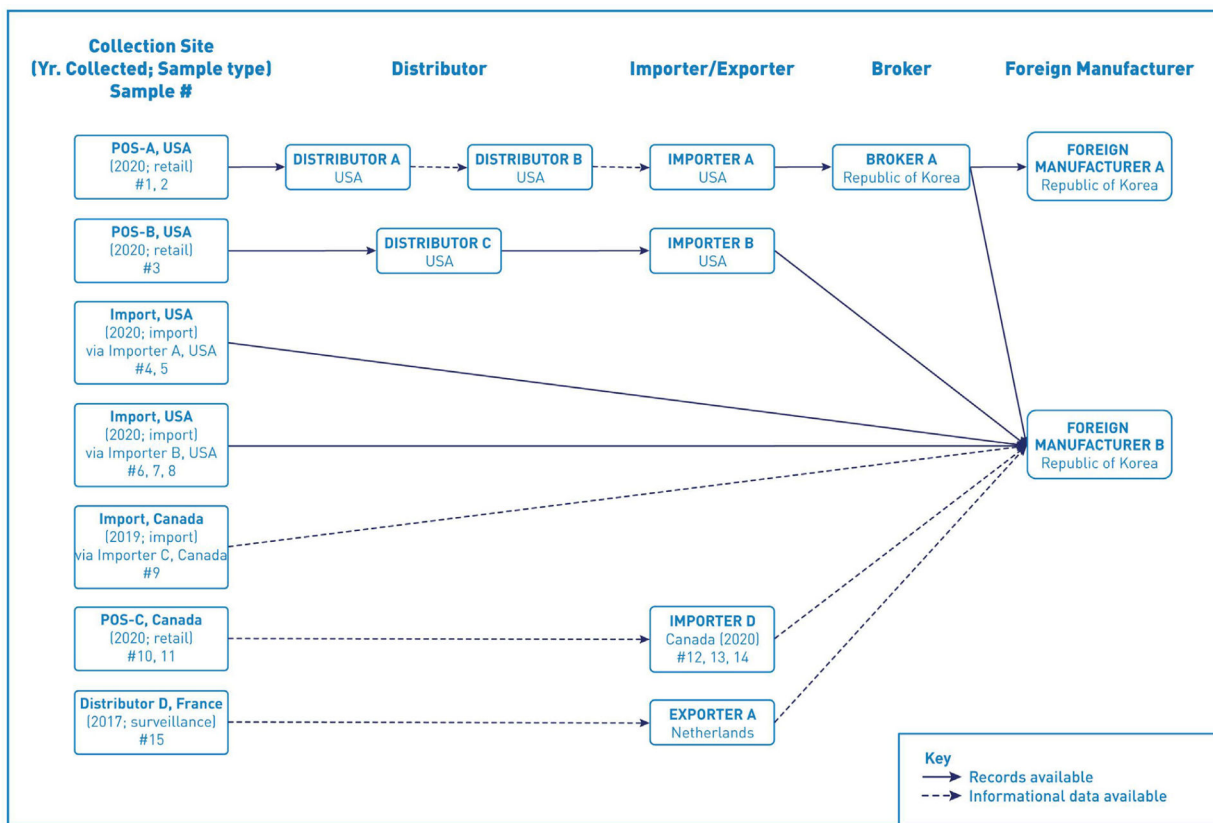 Collection Site
(Yr. Collected; Sample type)
Sample #
Distributor
Importer/Exporter
Broker
Foreign Manufacturer
POS-A, USA
(2020; retail)
#1, 2
DISTRIBUTOR A
USA
DISTRIBUTOR B
USA
IMPORTER A
USA
BROKER A
Republic of Korea
FOREIGN
MANUFACTURER A
Republic of Korea
POS-B, USA
(2020; retail)
#3
DISTRIBUTOR C
USA
IMPORTER B
USA
Import, USA
(2020; import)
via Importer A, USA
#4, 5
Import, USA
(2020; import)
via Importer B, USA
#6, 7, 8
FOREIGN
MANUFACTURER B
Republic of Korea
Import, Canada
(2019; import)
via Importer C, Canada
#9
POS-C, Canada
(2020; retail)
#10, 11
IMPORTER D
Canada (2020)
#12, 13, 14
Distributor D, France
(2017; surveillance)
#15
EXPORTER A
Netherlands
Key
Records available
Informational data available